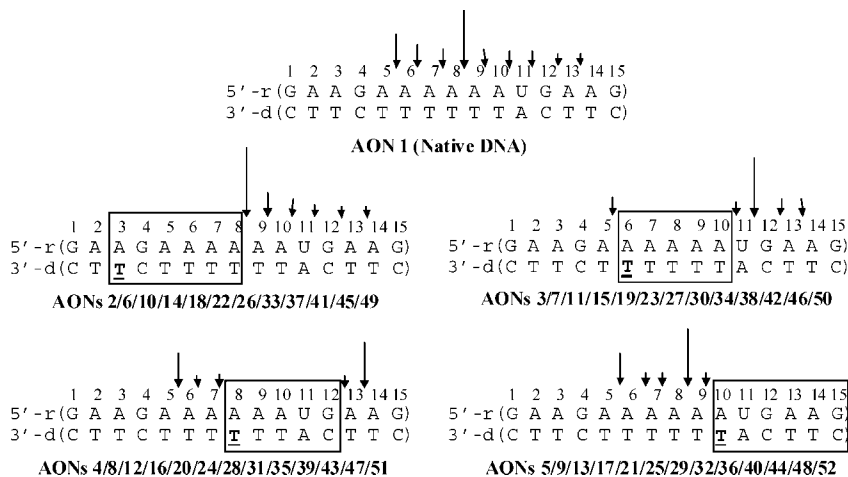 1 2 3 4 5 6 7 8 9 10 11 12 13 14 15
5'-r(G A A G A A A A A A U G A A G)
3'-d(C T T C T T T T T T A C T T C)
AON 1 (Native DNA)
1 2 3 4 5 6 7 8 9 10 11 12 13 14 15
5'-r(G A A G A A A A A A U G A A G)
3'-d(C T T C T T T T T T A C T T C)
AONs 2/6/10/14/18/22/26/33/37/41/45/49
1 2 3 4 5 6 7 8 9 10 11 12 13 14 15
5'-r(G A A G A A A A A A U G A A G)
3'-d(C T T C T T T T T T A C T T C)
AONs 3/7/11/15/19/23/27/30/34/38/42/46/50
1 2 3 4 5 6 7 8 9 10 11 12 13 14 15
5'-r(G A A G A A A A A A U G A A G)
3'-d(C T T C T T T T T T A C T T C)
AONs 4/8/12/16/20/24/28/31/35/39/43/47/51
1 2 3 4 5 6 7 8 9 10 11 12 13 14 15
5'-r(G A A G A A A A A A U G A A G)
3'-d(C T T C T T T T T T A C T T C)
AONs 5/9/13/17/21/25/29/32/36/40/44/48/52